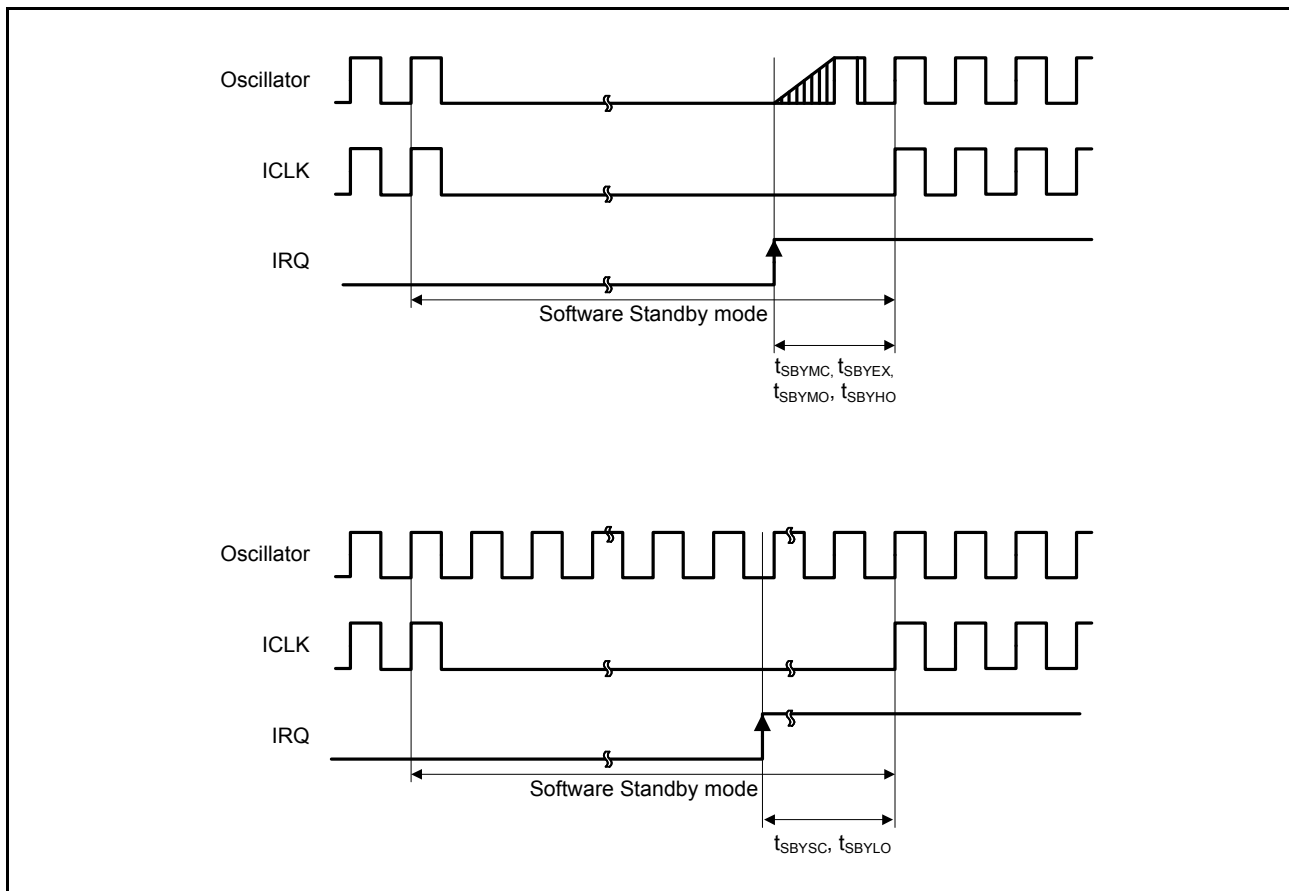 Oscillator
ICLK
IRQ
Software Standby mode
tSBYMC, tSBYEX,
tSBYMO, tSBYHO
Oscillator
ICLK
IRQ
Software Standby mode
tSBYSC, tSBYLO